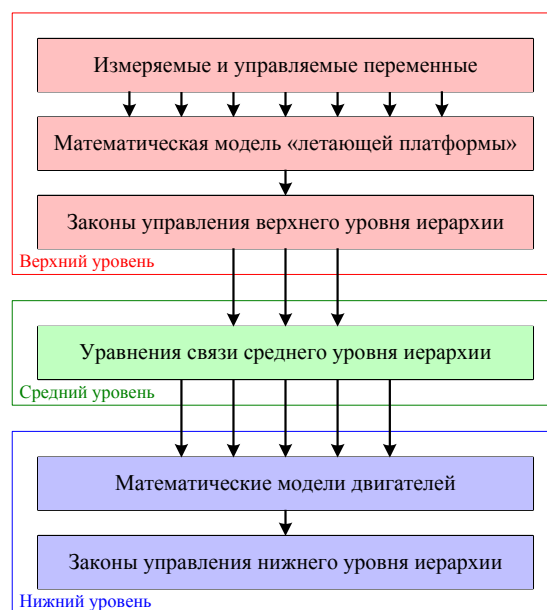 Измеряемые и управляемые переменные
Математическая модель «летающей платформы»
Законы управления верхнего уровня иерархии
Верхний уровень
Уравнения связи среднего уровня иерархии
Средний уровень
Математические модели двигателей
Законы управления нижнего уровня иерархии
Нижний уровень